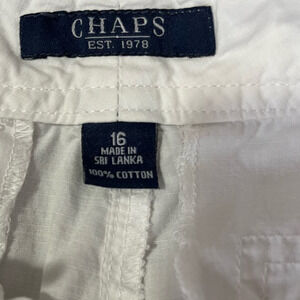 CHAPS
EST. 1978
16
MADE IN
SRI LANKA
100% COTTON